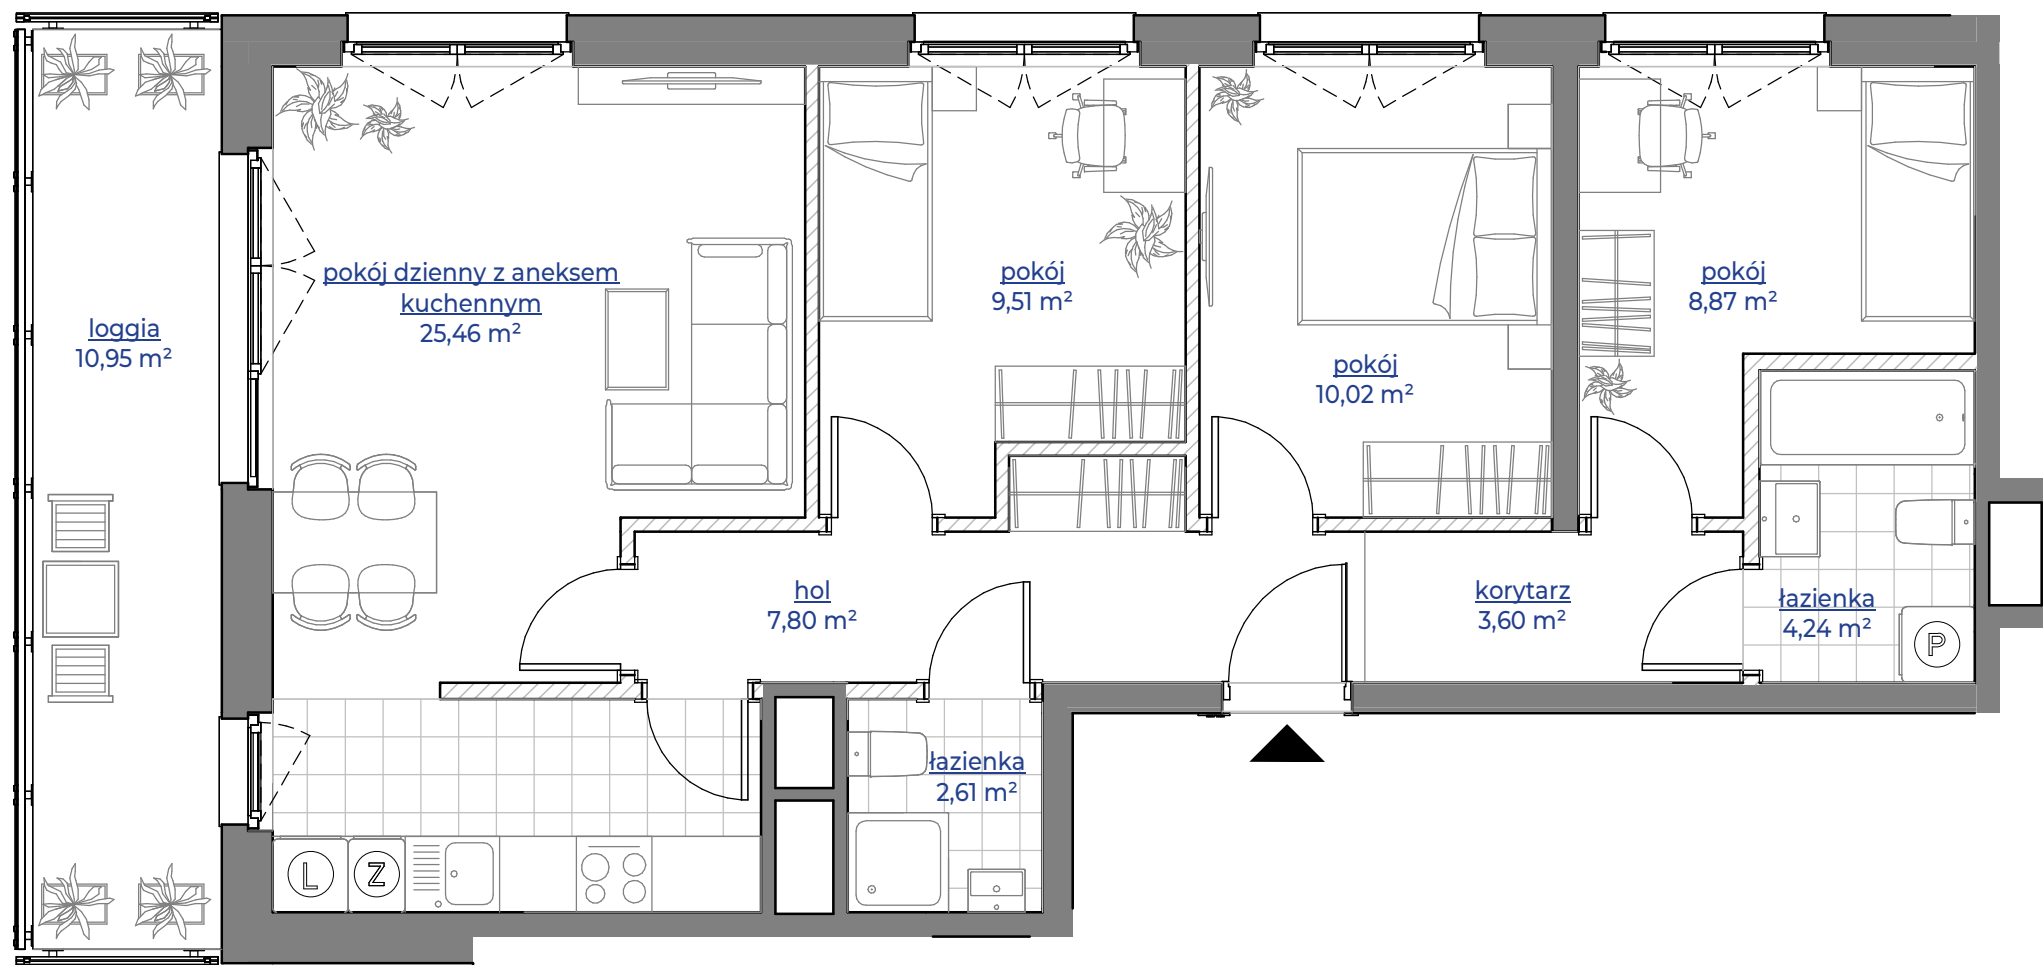 pokój dzienny z aneksem
kuchennym
25,46 m²
loggia
10,95 m²
pokój
9,51 m²
pokój
10,02 m²
pokój
8,87 m²
hol
7,80 m²
korytarz
3,60 m²
łazienka
4,24 m²
P
łazienka
2,61 m²
L
Z